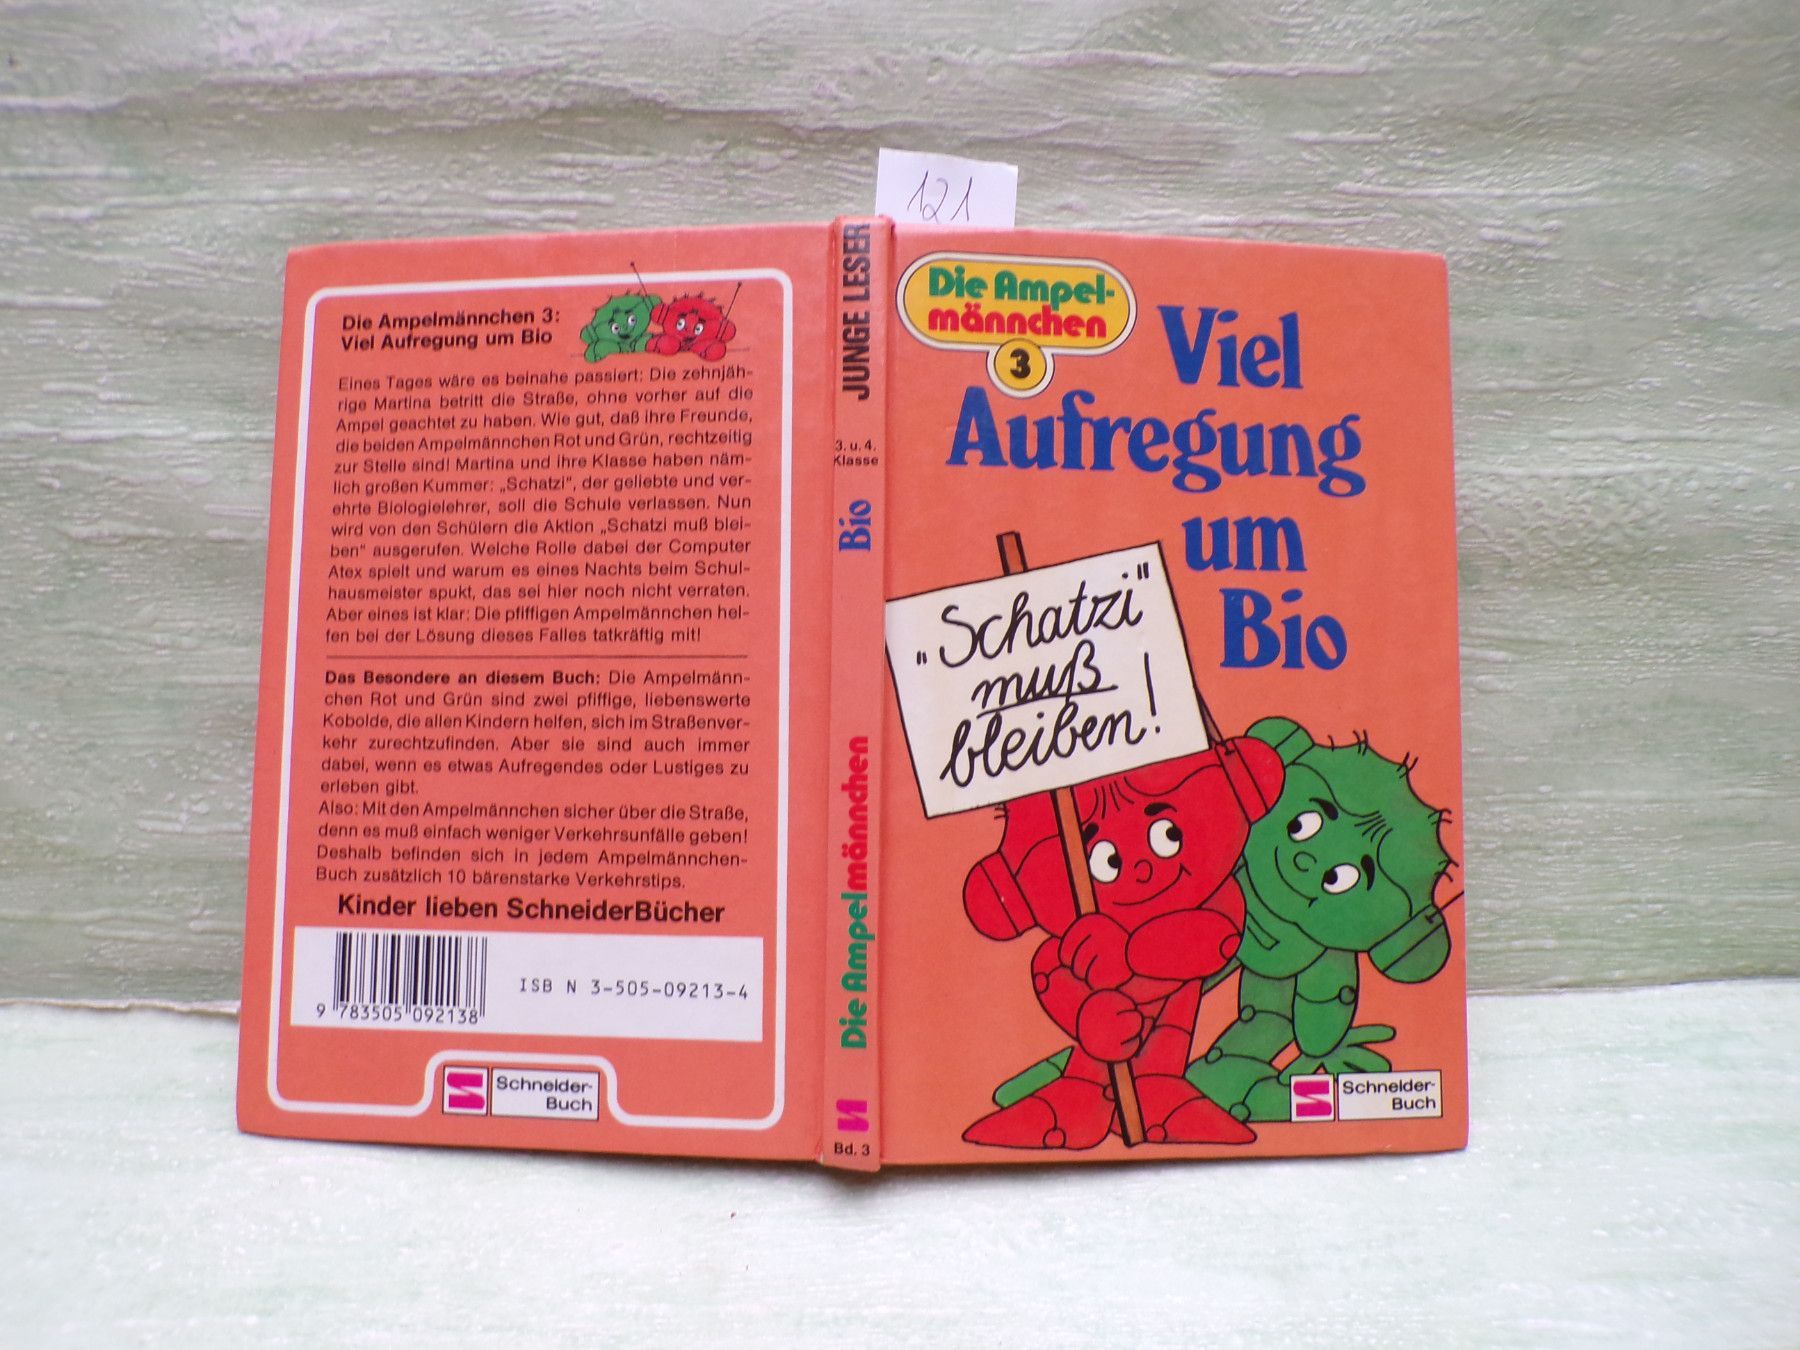 121
Die Ampelmännchen 3:
Viel Aufregung um Bio
Eines Tages wäre es beinahe passiert: Die zehnjäh-
rige Martina betritt die Straße, ohne vorher auf die
Ampel geachtet zu haben. Wie gut, daß ihre Freunde,
die beiden Ampelmännchen Rot und Grün, rechtzeitig
zur Stelle sind! Martina und ihre Klasse haben näm-
lich großen Kummer: „Schatzi", der geliebte und ver-
ehrte Biologielehrer, soll die Schule verlassen. Nun
wird von den Schülern die Aktion „Schatzi muß blei-
ben" ausgerufen. Welche Rolle dabei der Computer
Atex spielt und warum es eines Nachts beim Schul-
hausmeister spukt, das sei hier noch nicht verraten.
Aber eines ist klar: Die pfiffigen Ampelmännchen hel-
fen bei der Lösung dieses Falles tatkräftig mit!
Das Besondere an diesem Buch: Die Ampelmänn-
chen Rot und Grün sind zwei pfiffige, liebenswerte
Kobolde, die allen Kindern helfen, sich im Straßenver-
kehr zurechtzufinden. Aber sie sind auch immer
dabei, wenn es etwas Aufregendes oder Lustiges zu
erleben gibt.
Also: Mit den Ampelmännchen sicher über die Straße,
denn es muß einfach weniger Verkehrsunfälle geben!
Deshalb befinden sich in jedem Ampelmännchen-
Buch zusätzlich 10 bärenstarke Verkehrstips.
Kinder lieben SchneiderBücher
ISBN 3-505-09213-4
9 783505 092138
Schneider-
Buch
JUNGE LESER
3. u. 4.
Klasse
Bio
Die Ampelmännchen
Bd. 3
Die Ampel-
männchen
3
Viel
Aufregung
um
Bio
„Schatzi"
muß
bleiben!
Schneider-
Buch